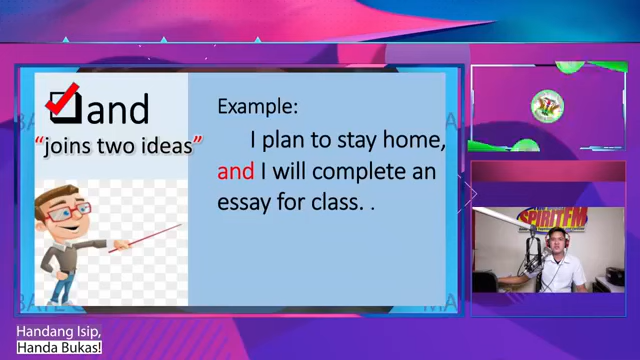 and
“joins two ideas”
Example:
I plan to stay home,
and I will complete an
essay for class. .
SPIRITFM
Handang Isip,
Handa Bukas!